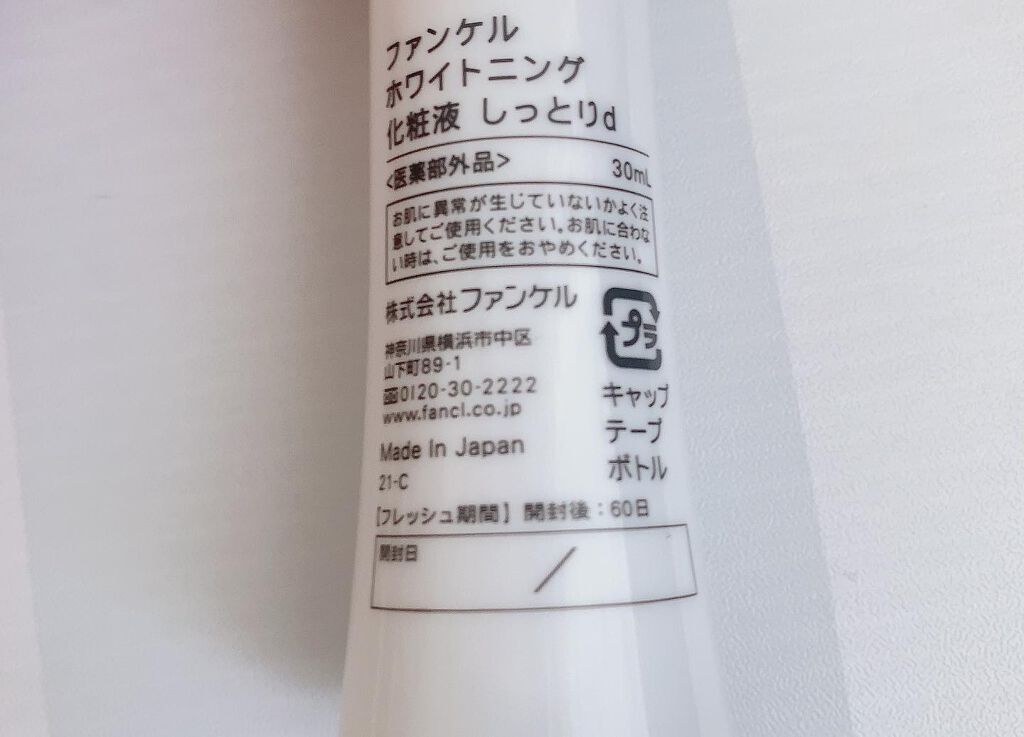 ファンケル
ホワイトニング
化粧液 しっとりd
<医薬部外品> 30mL
お肌に異常が生じていないかよく注
意してご使用ください。お肌に合わな
い時は、ご使用をおやめください。
株式会社ファンケル
神奈川県横浜市中区
山下町89-1
0120-30-2222
www.fancl.co.jp
Made In Japan
21-C
プラ
キャップ
テープ
ボトル
【フレッシュ期間】 開封後：60日
開封日 /